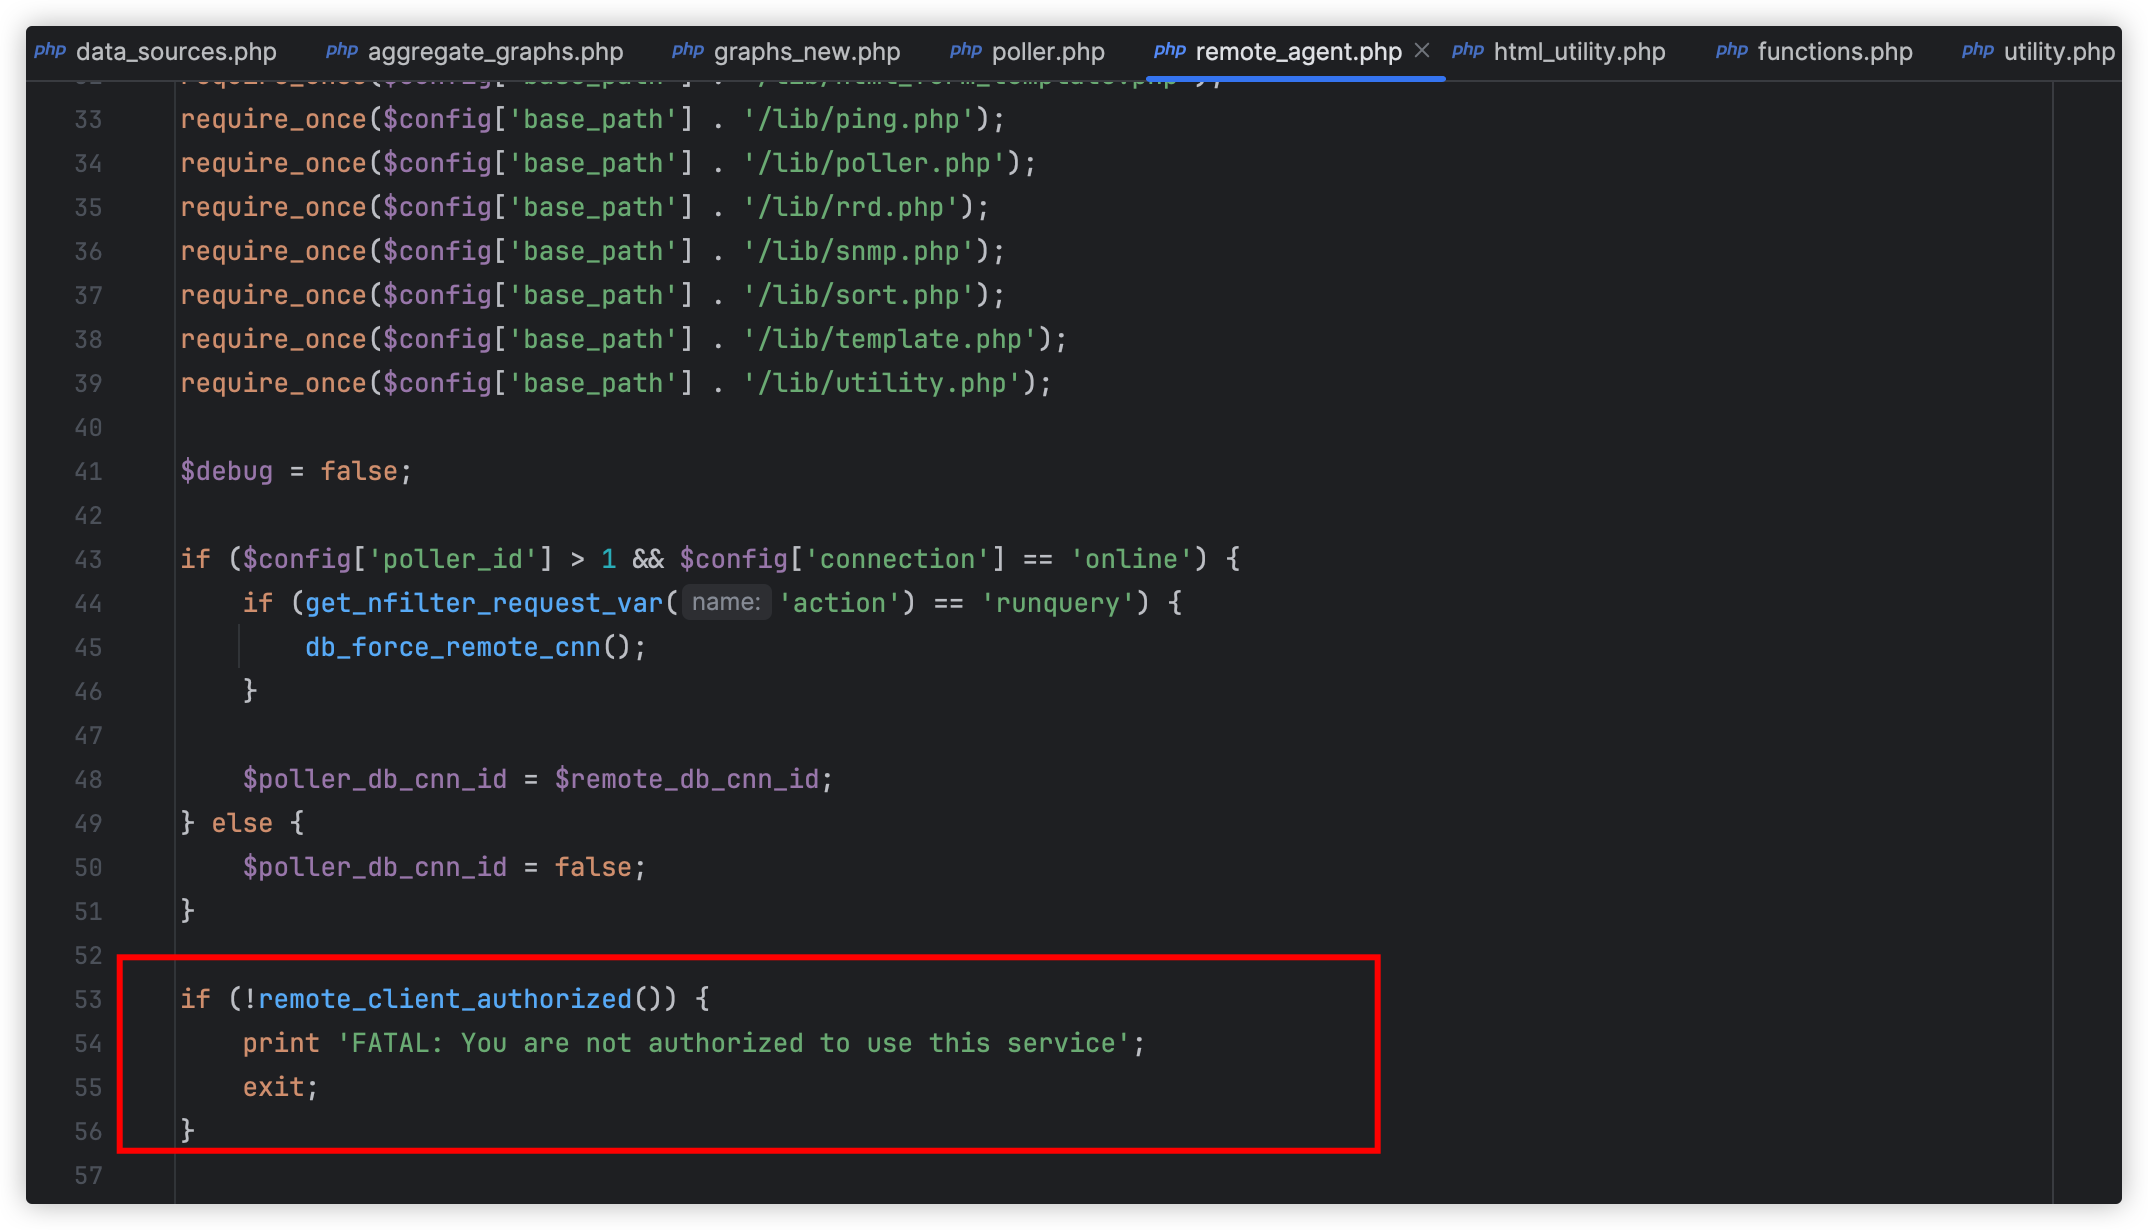 php data_sources.php php aggregate_graphs.php php graphs_new.php php poller.php php remote_agent.php × php html_utility.php php functions.php php utility.php
32 require_once($config['base_path'] . '/lib/html_form_template.php');
33 require_once($config['base_path'] . '/lib/ping.php');
34 require_once($config['base_path'] . '/lib/poller.php');
35 require_once($config['base_path'] . '/lib/rrd.php');
36 require_once($config['base_path'] . '/lib/snmp.php');
37 require_once($config['base_path'] . '/lib/sort.php');
38 require_once($config['base_path'] . '/lib/template.php');
39 require_once($config['base_path'] . '/lib/utility.php');
40
41 $debug = false;
42
43 if ($config['poller_id'] > 1 && $config['connection'] == 'online') {
44 if (get_nfilter_request_var( name: 'action') == 'runquery') {
45 db_force_remote_cnn();
46 }
47
48 $poller_db_cnn_id = $remote_db_cnn_id;
49 } else {
50 $poller_db_cnn_id = false;
51 }
52
53 if (!remote_client_authorized()) {
54 print 'FATAL: You are not authorized to use this service';
55 exit;
56 }
57